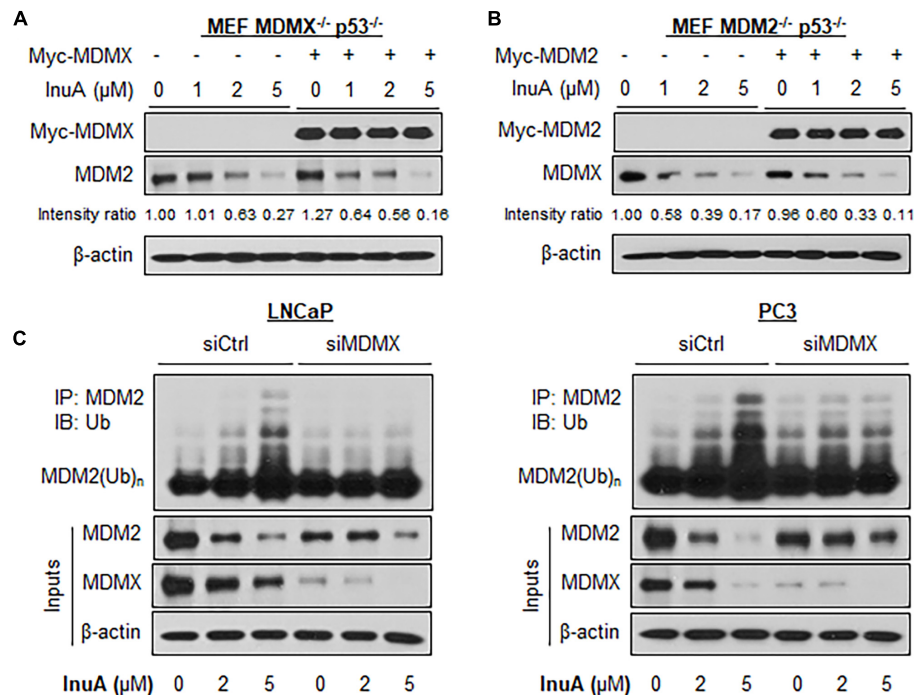 A
MEF MDMX-/- p53-/-
Myc-MDMX - - - - + + + +
InuA (μM) 0 1 2 5 0 1 2 5
Myc-MDMX
MDM2
Intensity ratio 1.00 1.01 0.63 0.27 1.27 0.64 0.56 0.16
β-actin
B
MEF MDM2-/- p53-/-
Myc-MDM2 - - - - + + + +
InuA (μM) 0 1 2 5 0 1 2 5
Myc-MDM2
MDMX
Intensity ratio 1.00 0.58 0.39 0.17 0.96 0.60 0.33 0.11
β-actin
C
LNCaP
siCtrl siMDMX
IP: MDM2
IB: Ub
MDM2(Ub)n
Inputs
MDM2
MDMX
β-actin
InuA (μM) 0 2 5 0 2 5
PC3
siCtrl siMDMX
IP: MDM2
IB: Ub
MDM2(Ub)n
Inputs
MDM2
MDMX
β-actin
InuA (μM) 0 2 5 0 2 5